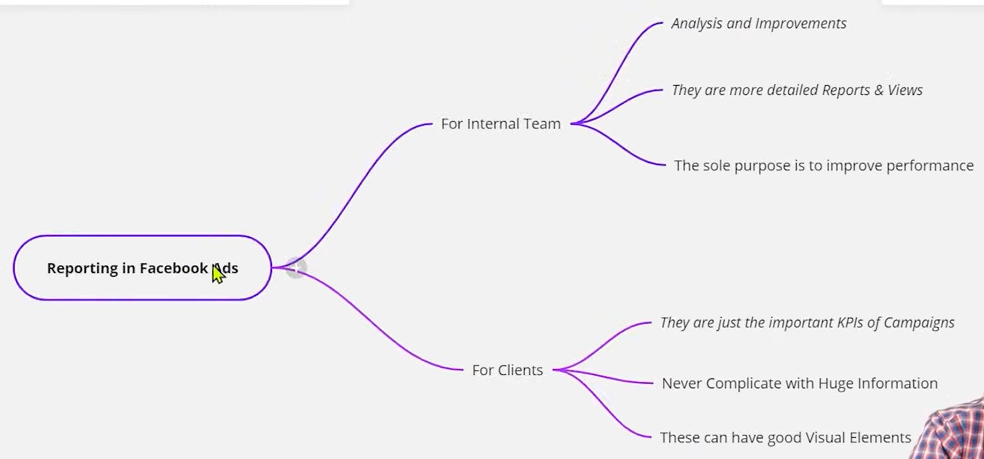 Analysis and Improvements
They are more detailed Reports & Views
For Internal Team
The sole purpose is to improve performance
Reporting in Facebook Ads
They are just the important KPIs of Campaigns
For Clients
Never Complicate with Huge Information
These can have good Visual Elements